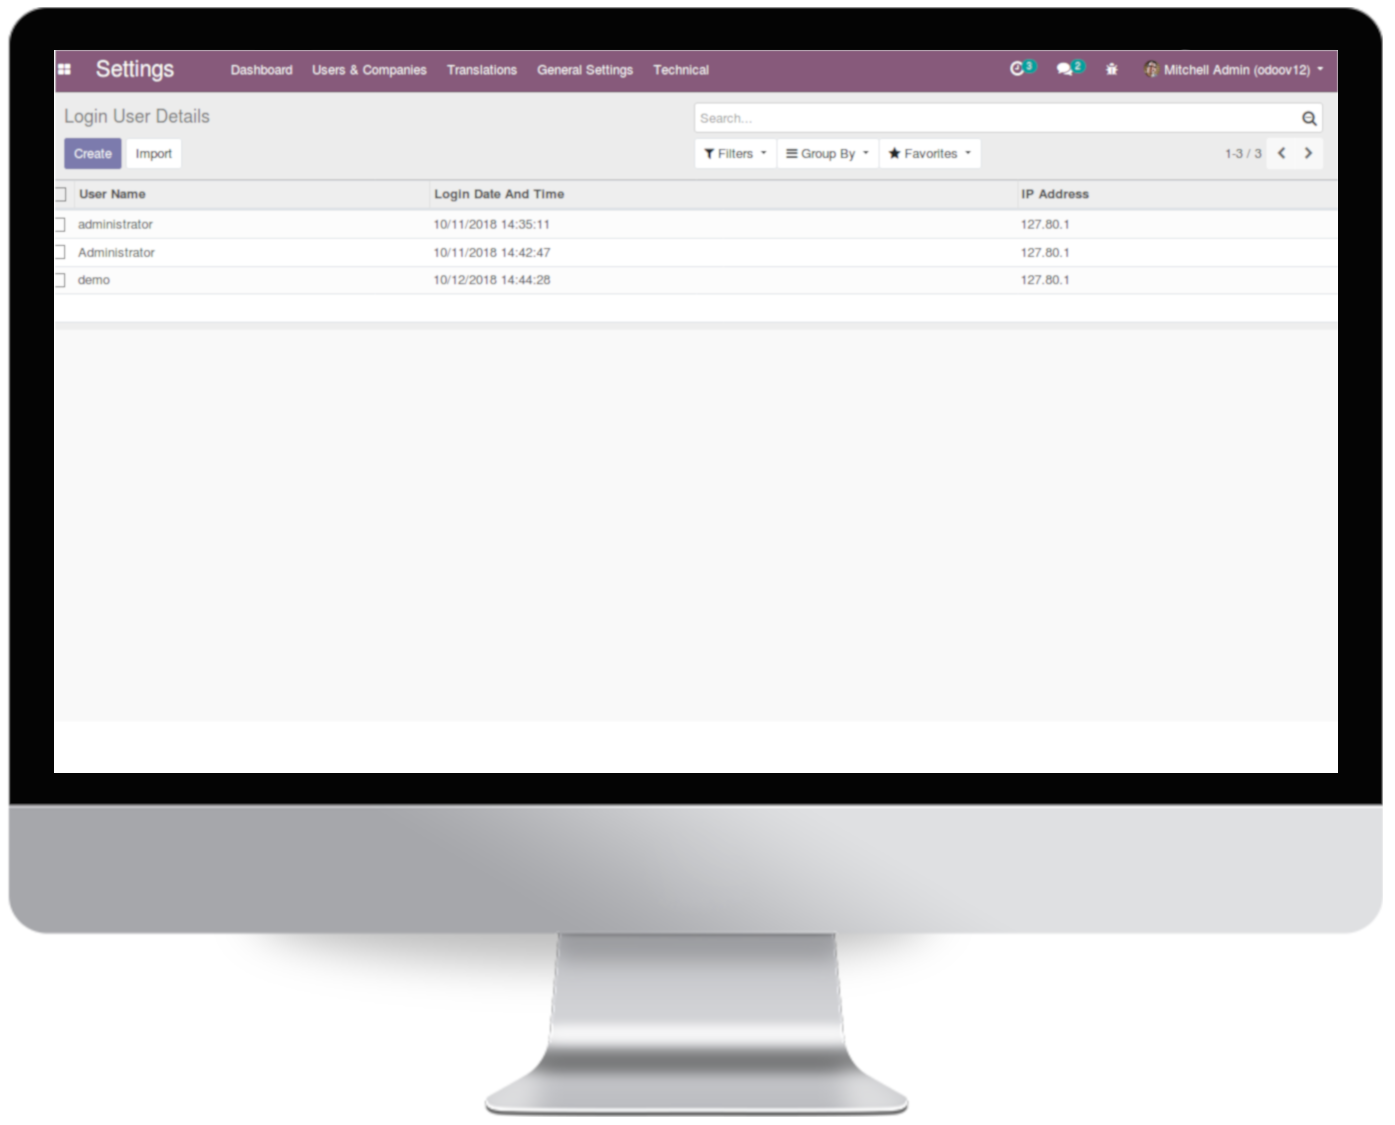 Settings Dashboard Users & Companies Translations General Settings Technical 3 2 Mitchell Admin (odoov12)
Login User Details Search...
Create Import Filters Group By Favorites 1-3 / 3
User Name Login Date And Time IP Address
administrator 10/11/2018 14:35:11 127.80.1
Administrator 10/11/2018 14:42:47 127.80.1
demo 10/12/2018 14:44:28 127.80.1